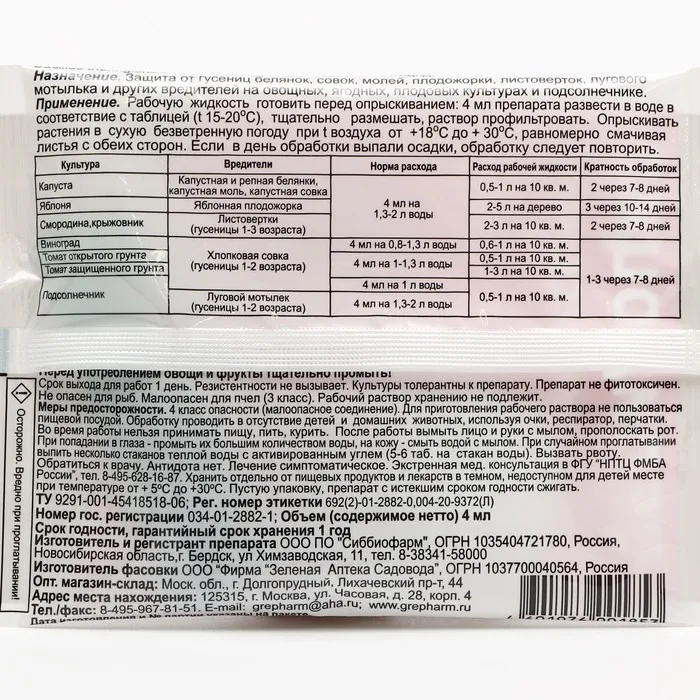 Назначение. Защита от гусениц белянок, совок, молей, плодожорки, листоверток, лугового
мотылька и других вредителей на овощных, ягодных, плодовых культурах и подсолнечнике.
Применение. Рабочую жидкость готовить перед опрыскиванием: 4 мл препарата развести в воде в
соответствие с таблицей (t 15-20⁰С), тщательно размешать, раствор профильтровать. Опрыскивать
растения в сухую безветренную погоду при t воздуха от +18⁰С до + 30⁰С, равномерно смачивая
листья с обеих сторон. Если в день обработки выпали осадки, обработку следует повторить.
Культура Вредители Норма расхода Расход рабочей жидкости Кратность обработок
Капуста Капустная и репная белянки, капустная моль, капустная совка 4 мл на 1,3-2 л воды 0,5-1 л на 10 кв. м. 2 через 7-8 дней
Яблоня Яблонная плодожорка 2-5 л на дерево 3 через 10-14 дней
Смородина,крыжовник Листовертки (гусеницы 1-3 возраста) 2-3 л на 10 кв. м. 2 через 7-8 дней
Виноград Хлопковая совка (гусеницы 1-2 возраста) 4 мл на 0,8-1,3 л воды 0,6-1 л на 10 кв. м. 1-3 через 7-8 дней
Томат открытого грунта 4 мл на 1-1,3л воды 0,5-1 л на 10 кв. м.
Томат защищенного грунта 1-3 л на 10 кв. м.
Подсолнечник 4 мл на 1 л воды 0,5-1 л на 10 кв. м.
Луговой мотылек (гусеницы 1-2 возраста) 4 мл на 1,3-2 л воды
Перед употреблением овощи и фрукты тщательно промыть!
Срок выхода для работ 1 день. Резистентности не вызывает. Культуры толерантны к препарату. Препарат не фитотоксичен.
Не опасен для рыб. Малоопасен для пчел (3 класс). Рабочий раствор хранению не подлежит.
Меры предосторожности. 4 класс опасности (малоопасное соединение). Для приготовления рабочего раствора не пользоваться
пищевой посудой. Обработку проводить в отсутствие детей и домашних животных, используя очки, респиратор, перчатки.
Во время работы нельзя принимать пищу, пить, курить. После работы вымыть лицо и руки с мылом, прополоскать рот.
При попадании в глаза - промыть их большим количеством воды, на кожу - смыть водой с мылом. При случайном проглатывании
выпить несколько стаканов теплой воды с активированным углем (5-6 таб. на стакан воды). Вызвать рвоту.
Обратиться к врачу. Антидота нет. Лечение симптоматическое. Экстренная мед. консультация в ФГУ "НПТЦ ФМБА
России", тел. 8-495-628-16-87. Хранить отдельно от пищевых продуктов и лекарств в темном, недоступном для детей месте
при температуре от + 5⁰С до +30⁰С. Пустую упаковку, препарат с истекшим сроком годности сжигать.
ТУ 9291-001-45418518-06; Рег. номер этикетки 692(2)-01-2882-0,004-20-9372(Л)
Номер гос. регистрации 034-01-2882-1; Объем (содержимое нетто) 4 мл
Срок годности, гарантийный срок хранения 1 год
Изготовитель и регистрант препарата ООО ПО "Сиббиофарм", ОГРН 1035404721780, Россия,
Новосибирская область,г. Бердск, ул Химзаводская, 11, тел. 8-38341-58000
Изготовитель фасовки ООО "Фирма "Зеленая Аптека Садовода", ОГРН 1037700040564, Россия
Опт. магазин-склад: Моск. обл., г. Долгопрудный, Лихачевский пр-т, 44
Адрес места нахождения: 125315, г. Москва, ул. Часовая, д. 28, корп. 4
Тел./факс: 8-495-967-81-51. E-mail: grepharm@aha.ru; www.grepharm.ru
Дата изготовления и № партии указаны на пакете
Осторожно. Вредно при проглатывании!